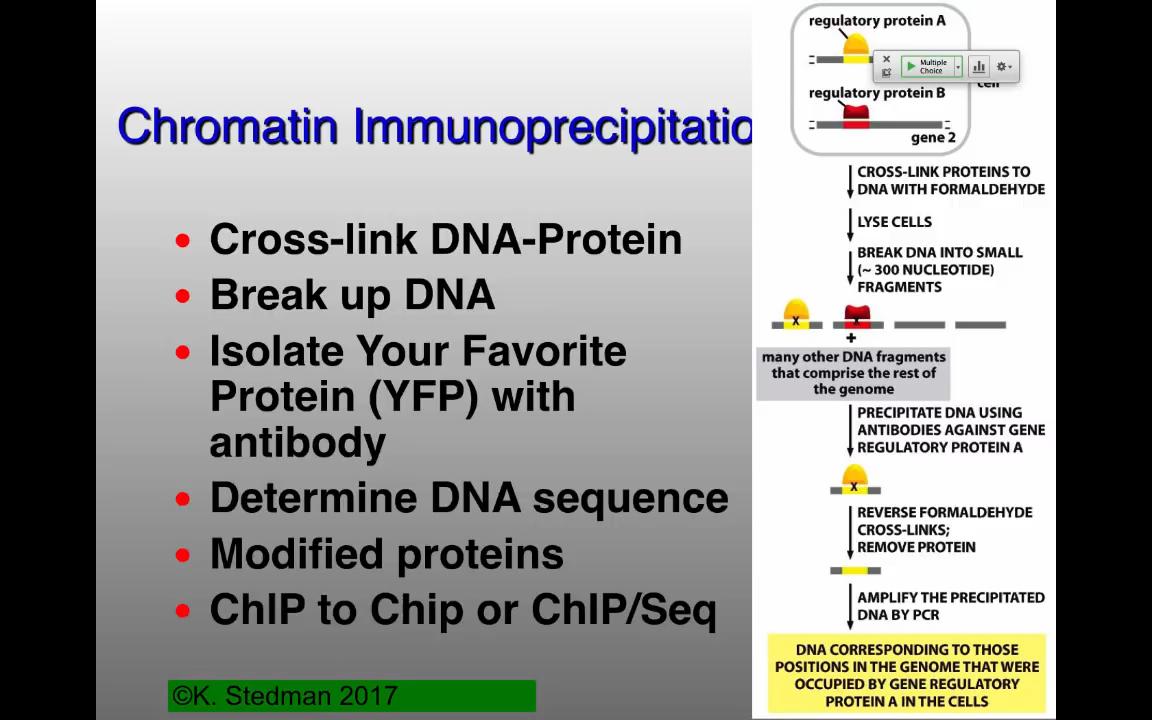 Chromatin Immunoprecipitatio
• Cross-link DNA-Protein
• Break up DNA
• Isolate Your Favorite
Protein (YFP) with
antibody
• Determine DNA sequence
• Modified proteins
• ChIP to Chip or ChIP/Seq
©K. Stedman 2017
regulatory protein A
Multiple
Choice
cell
regulatory protein B
gene 2
CROSS-LINK PROTEINS TO
DNA WITH FORMALDEHYDE
LYSE CELLS
BREAK DNA INTO SMALL
(~ 300 NUCLEOTIDE)
FRAGMENTS
X X
+
many other DNA fragments
that comprise the rest of
the genome
PRECIPITATE DNA USING
ANTIBODIES AGAINST GENE
REGULATORY PROTEIN A
X
REVERSE FORMALDEHYDE
CROSS-LINKS;
REMOVE PROTEIN
AMPLIFY THE PRECIPITATED
DNA BY PCR
DNA CORRESPONDING TO THOSE
POSITIONS IN THE GENOME THAT WERE
OCCUPIED BY GENE REGULATORY
PROTEIN A IN THE CELLS